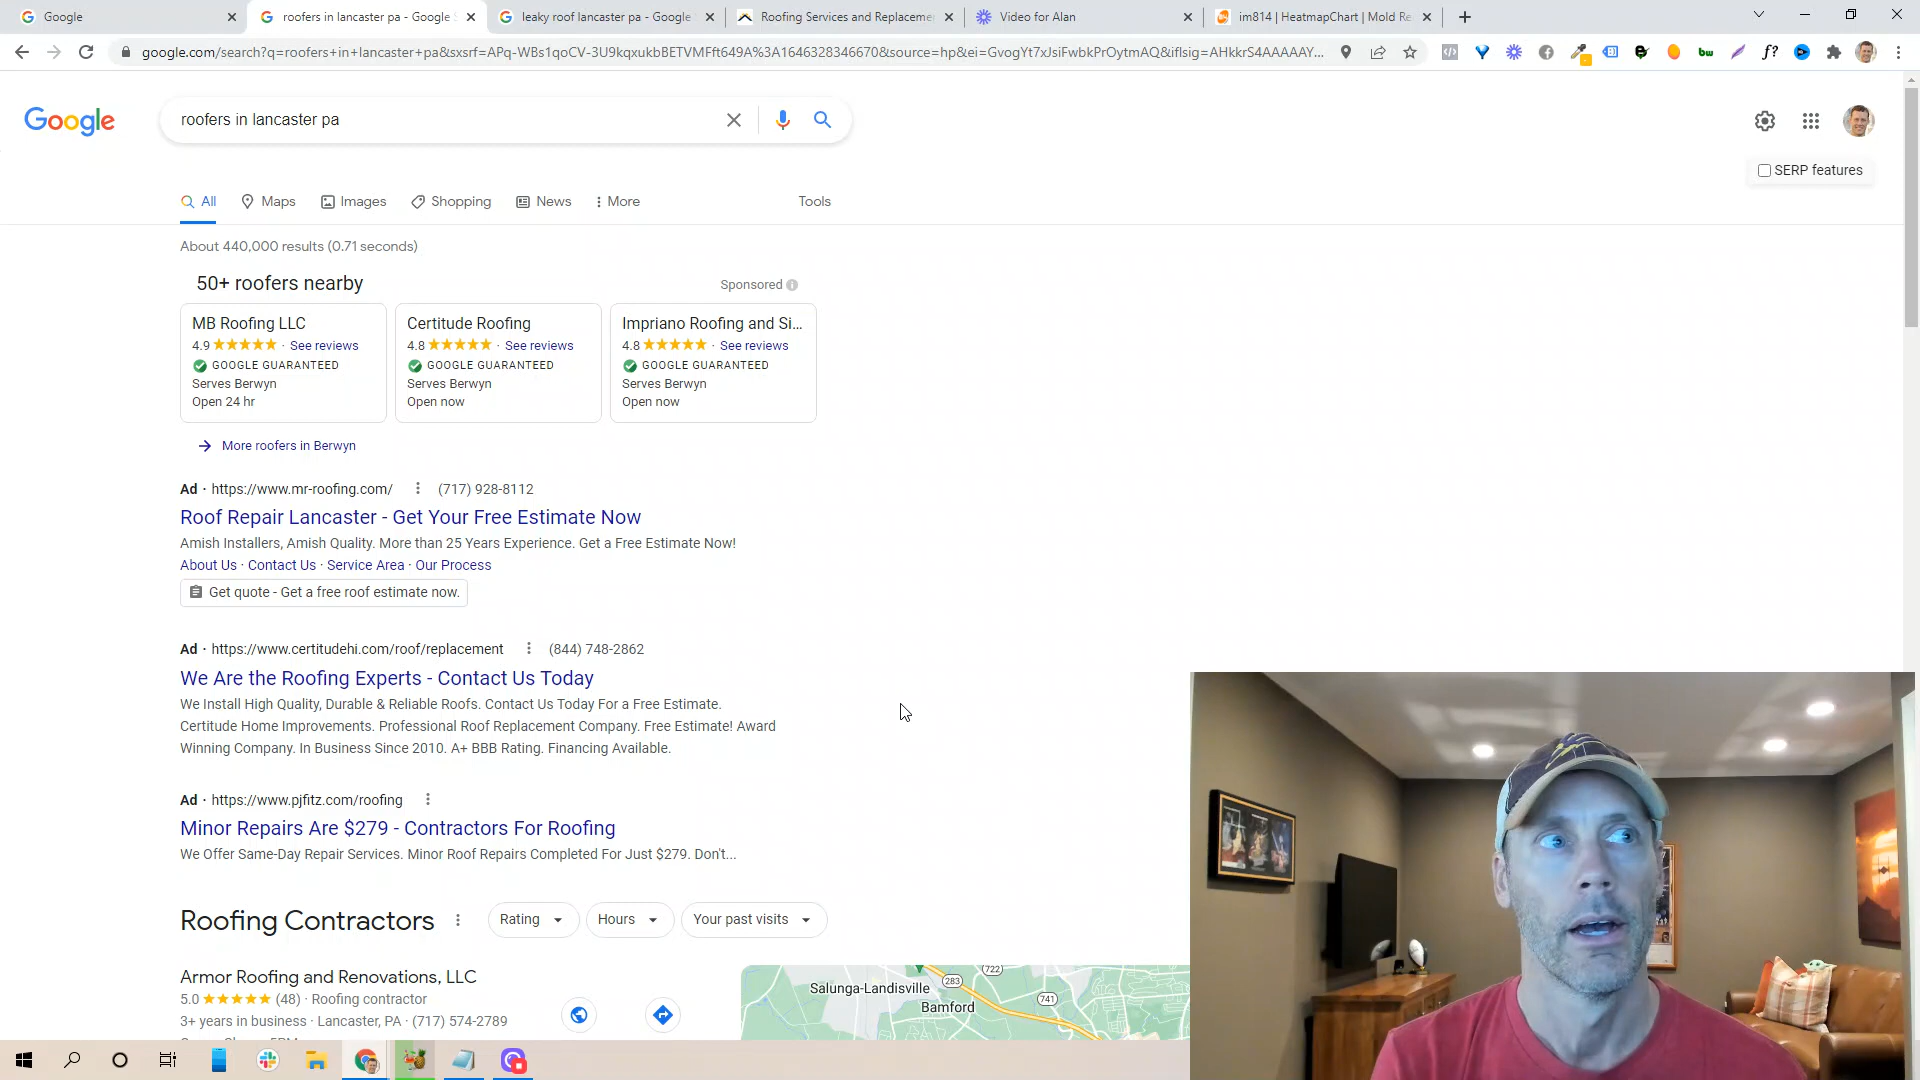 Google
roofers in lancaster pa - Google S
leaky roof lancaster pa - Google
Roofing Services and Replaceme
Video for Alan
im814 | HeatmapChart | Mold Re
google.com/search?q=roofers+in+lancaster+pa&sxsrf=APq-WBs1qoCV-3U9kqxukbBETVMFft649A%3A1646328346670&source=hp&ei=GvogYt7xJsiFwbkPrOytmAQ&iflsig=AHkkrS4AAAAAY...
Google
roofers in lancaster pa
SERP features
All
Maps
Images
Shopping
News
More
Tools
About 440,000 results (0.71 seconds)
50+ roofers nearby
Sponsored
MB Roofing LLC
4.9 · See reviews
GOOGLE GUARANTEED
Serves Berwyn
Open 24 hr
Certitude Roofing
4.8 · See reviews
GOOGLE GUARANTEED
Serves Berwyn
Open now
Impriano Roofing and Si...
4.8 · See reviews
GOOGLE GUARANTEED
Serves Berwyn
Open now
More roofers in Berwyn
Ad · https://www.mr-roofing.com/ (717) 928-8112
Roof Repair Lancaster - Get Your Free Estimate Now
Amish Installers, Amish Quality. More than 25 Years Experience. Get a Free Estimate Now!
About Us · Contact Us · Service Area · Our Process
Get quote - Get a free roof estimate now.
Ad · https://www.certitudehi.com/roof/replacement (844) 748-2862
We Are the Roofing Experts - Contact Us Today
We Install High Quality, Durable & Reliable Roofs. Contact Us Today For a Free Estimate.
Certitude Home Improvements. Professional Roof Replacement Company. Free Estimate! Award
Winning Company. In Business Since 2010. A+ BBB Rating. Financing Available.
Ad · https://www.pjfitz.com/roofing
Minor Repairs Are $279 - Contractors For Roofing
We Offer Same-Day Repair Services. Minor Roof Repairs Completed For Just $279. Don't...
Roofing Contractors
Rating
Hours
Your past visits
Armor Roofing and Renovations, LLC
5.0 (48) · Roofing contractor
3+ years in business · Lancaster, PA · (717) 574-2789
722
283
Salunga-Landisville
741
Bamford